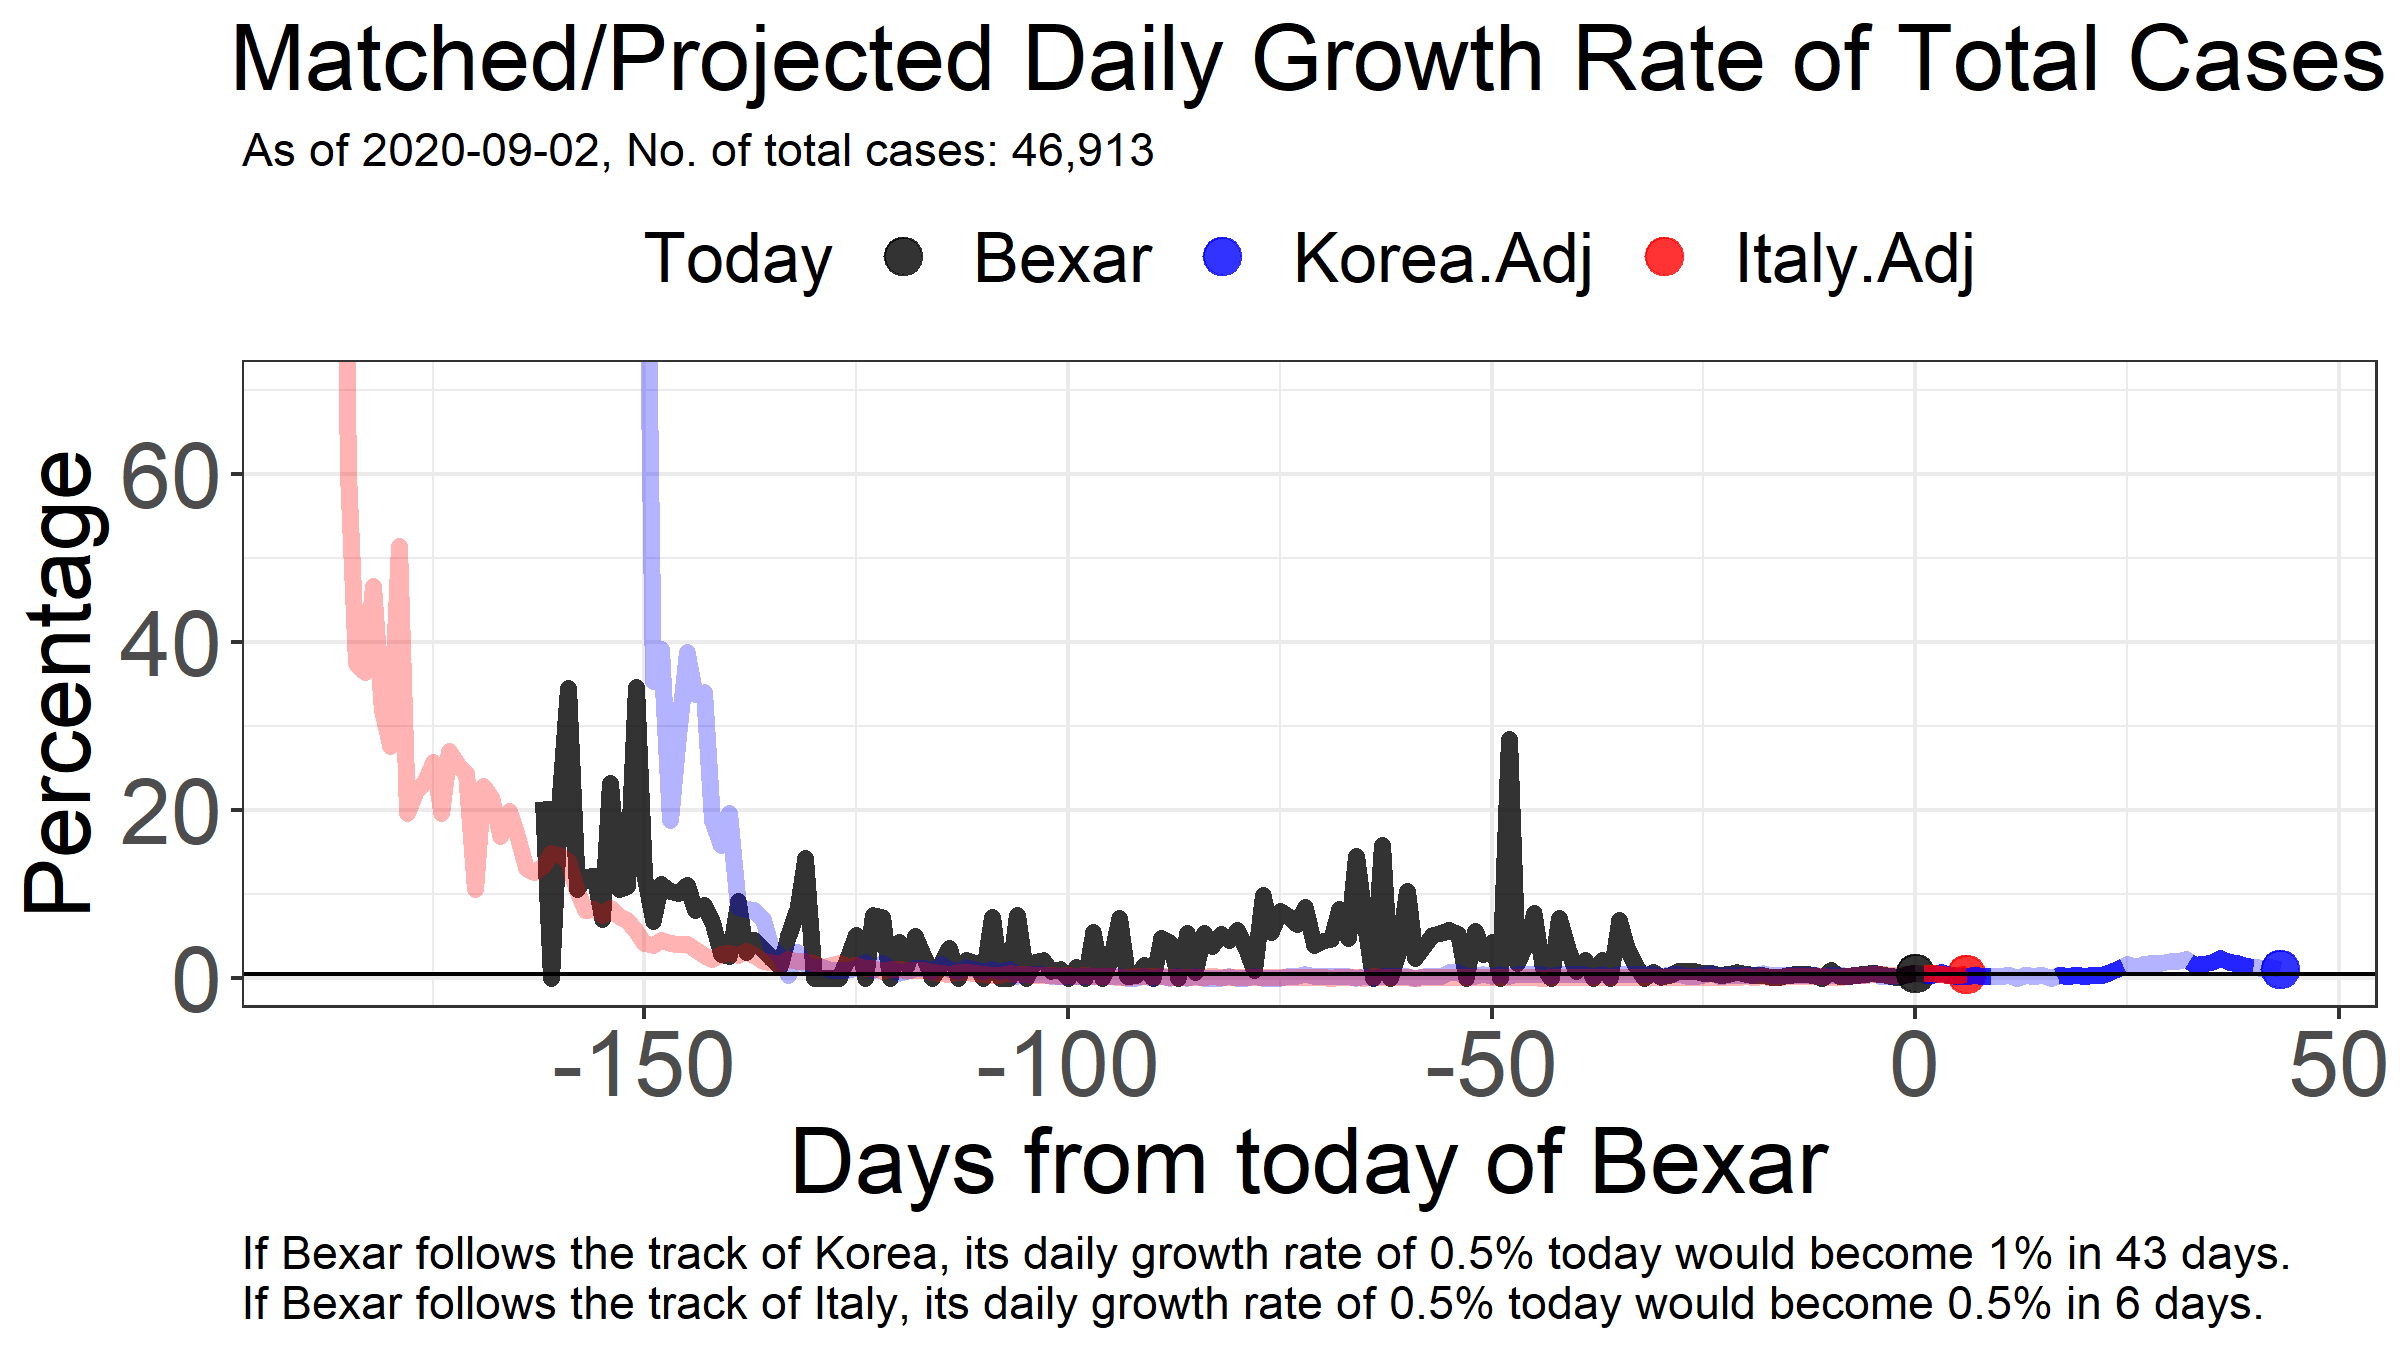 Matched/Projected Daily Growth Rate of Total Cases
As of 2020-09-02, No. of total cases: 46,913
Today Bexar Korea.Adj Italy.Adj
Percentage
60
40
20
0
-150 -100 -50 0 50
Days from today of Bexar
If Bexar follows the track of Korea, its daily growth rate of 0.5% today would become 1% in 43 days.
If Bexar follows the track of Italy, its daily growth rate of 0.5% today would become 0.5% in 6 days.